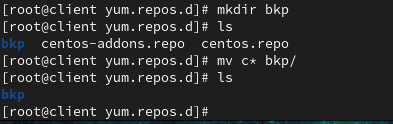 [root@client yum.repos.d]# mkdir bkp
[root@client yum.repos.d]# ls
bkp  centos-addons.repo  centos.repo
[root@client yum.repos.d]# mv c* bkp/
[root@client yum.repos.d]# ls
bkp
[root@client yum.repos.d]#